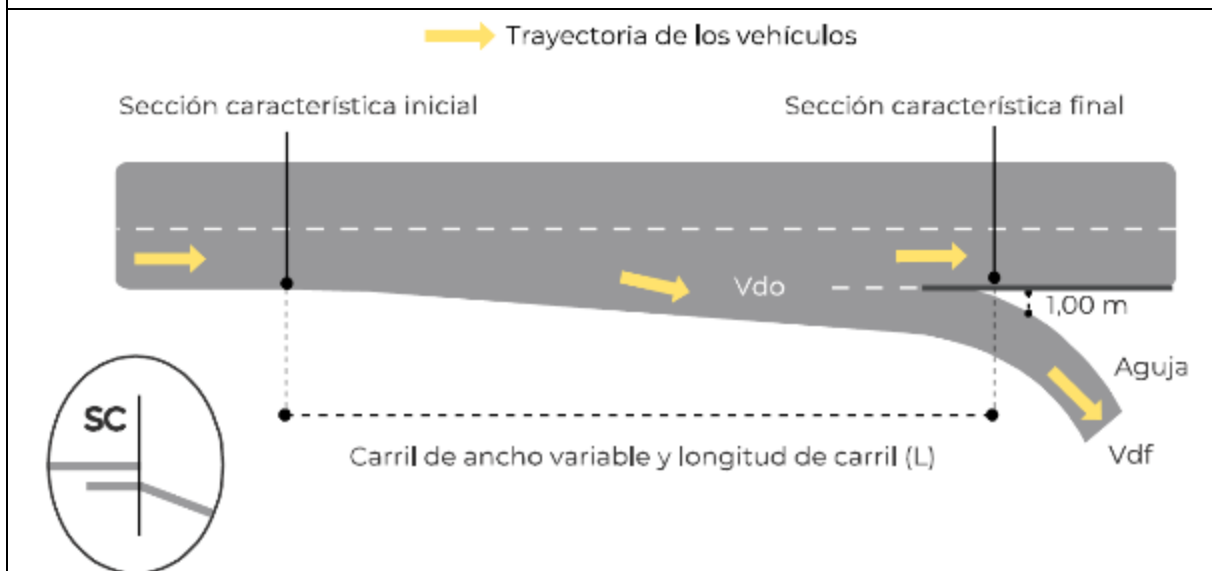 Trayectoria de los vehículos
Sección característica inicial
Sección característica final
Vdo
1,00 m
Aguja
SC
Carril de ancho variable y longitud de carril (L)
Vdf